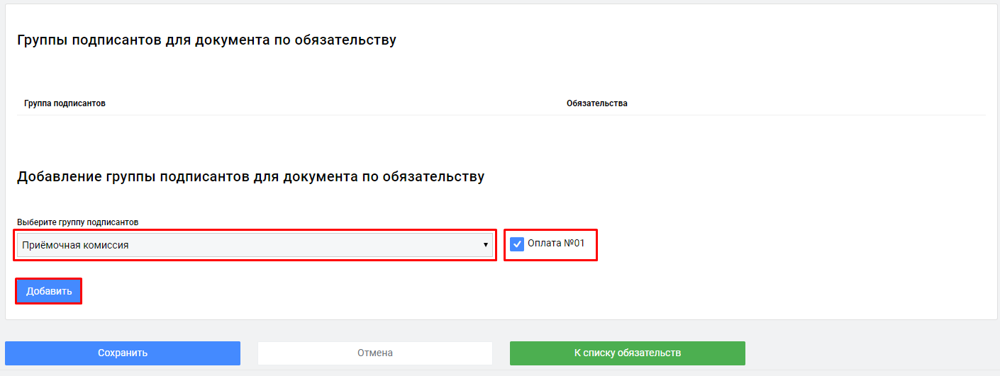 Группы подписантов для документа по обязательству
Группа подписантов Обязательства
Добавление группы подписантов для документа по обязательству
Выберите группу подписантов
Приёмочная комиссия Оплата №01
Добавить
Сохранить Отмена К списку обязательств